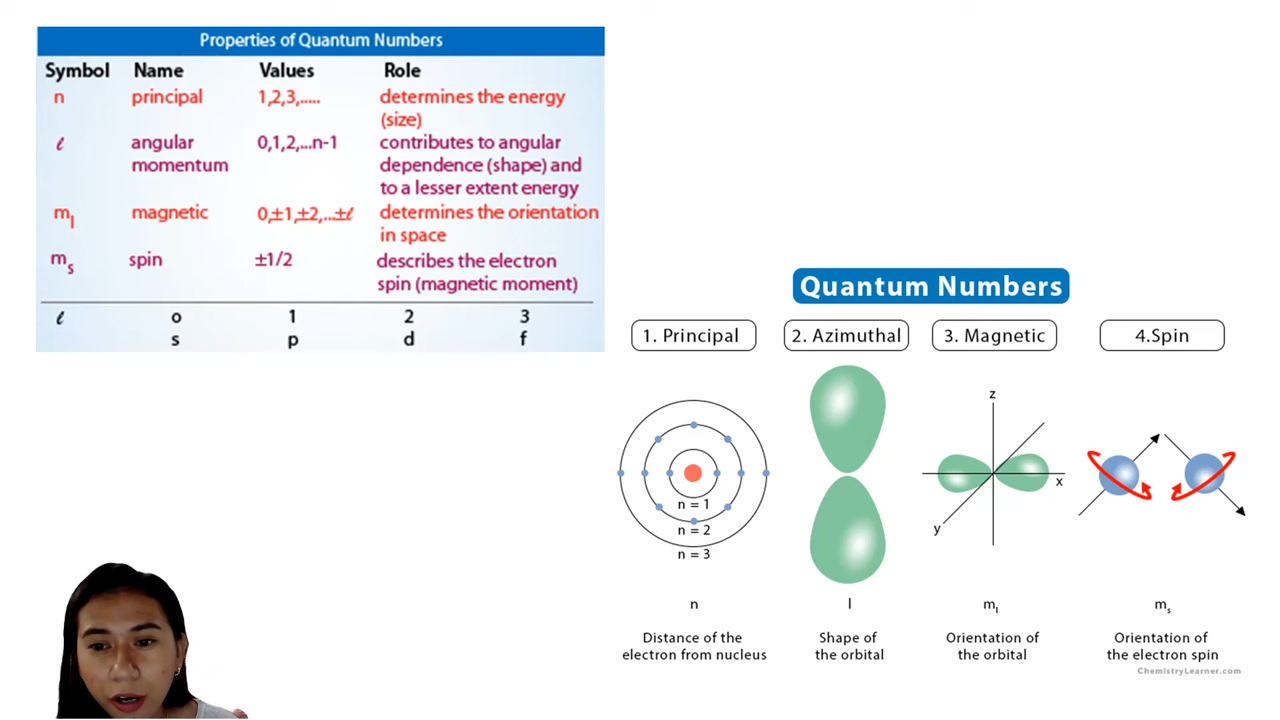 Properties of Quantum Numbers
Symbol Name Values Role
n principal 1,2,3,..... determines the energy
(size)
ℓ angular 0,1,2,...n-1 contributes to angular
momentum dependence (shape) and
to a lesser extent energy
ml magnetic 0,±1,±2,...±ℓ determines the orientation
in space
ms spin ±1/2 describes the electron
spin (magnetic moment)
ℓ o 1 2 3
s p d f
Quantum Numbers
1. Principal 2. Azimuthal 3. Magnetic 4.Spin
z
x
y
n = 1
n = 2
n = 3
n l ml ms
Distance of the Shape of Orientation of Orientation of
electron from nucleus the orbital the orbital the electron spin
ChemistryLearner.com